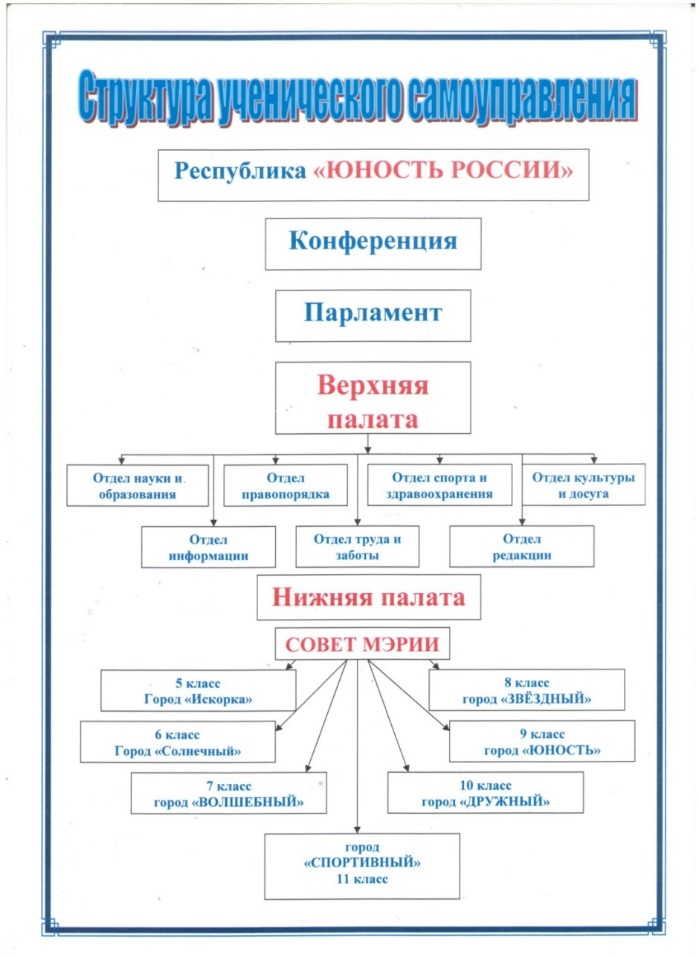 Структура ученического самоуправления
Республика «ЮНОСТЬ РОССИИ»
Конференция
Парламент
Верхняя
палата
Отдел науки и
образования
Отдел
правопорядка
Отдел спорта и
здравоохранения
Отдел культуры
и досуга
Отдел
информации
Отдел труда и
заботы
Отдел
редакции
Нижняя палата
СОВЕТ МЭРИИ
5 класс
Город «Искорка»
8 класс
город «ЗВЁЗДНЫЙ»
6 класс
Город «Солнечный»
9 класс
город «ЮНОСТЬ»
7 класс
город «ВОЛШЕБНЫЙ»
10 класс
город «ДРУЖНЫЙ»
город
«СПОРТИВНЫЙ»
11 класс